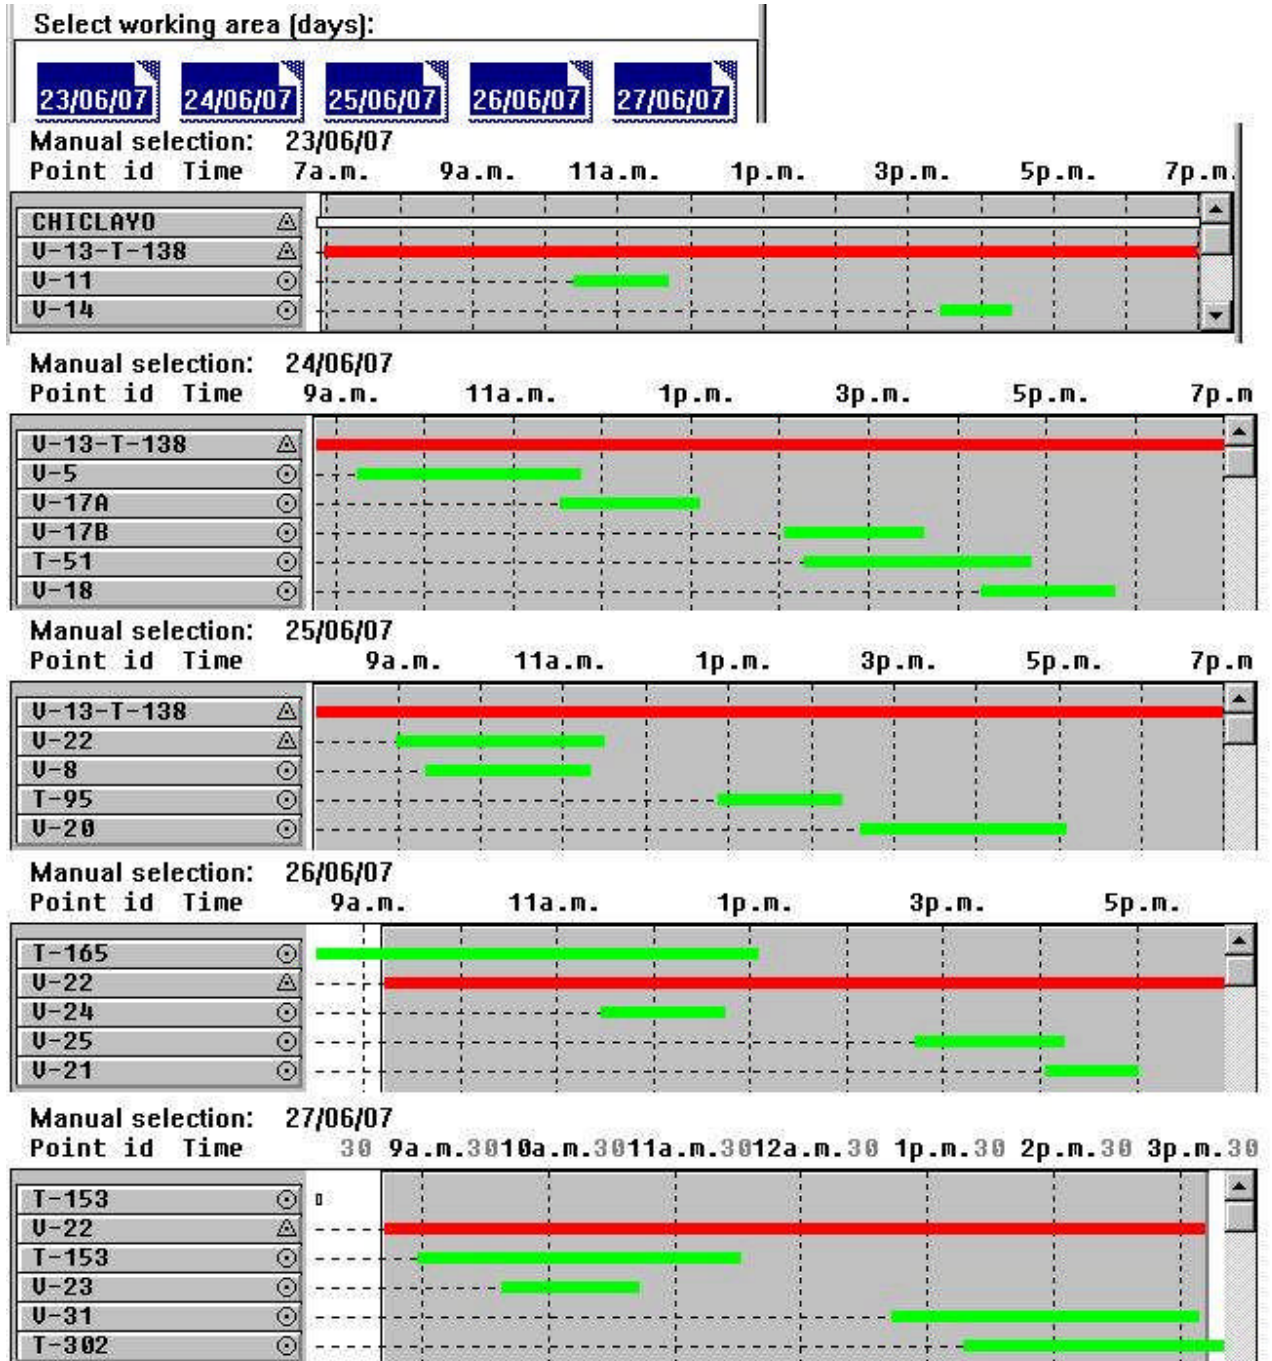 Select working area (days):
23/06/07 24/06/07 25/06/07 26/06/07 27/06/07
Manual selection: 23/06/07
Point id Time 7a.m. 9a.m. 11a.m. 1p.m. 3p.m. 5p.m. 7p.m.
CHICLAYO
V-13-T-138
V-11
V-14
Manual selection: 24/06/07
Point id Time 9a.m. 11a.m. 1p.m. 3p.m. 5p.m. 7p.m
V-13-T-138
V-5
V-17A
V-17B
T-51
V-18
Manual selection: 25/06/07
Point id Time 9a.m. 11a.m. 1p.m. 3p.m. 5p.m. 7p.m
V-13-T-138
V-22
V-8
T-95
V-20
Manual selection: 26/06/07
Point id Time 9a.m. 11a.m. 1p.m. 3p.m. 5p.m.
T-165
V-22
V-24
V-25
V-21
Manual selection: 27/06/07
Point id Time 30 9a.m.3010a.m.3011a.m.3012a.m.30 1p.m.30 2p.m.30 3p.m.30
T-153
V-22
T-153
V-23
V-31
T-302